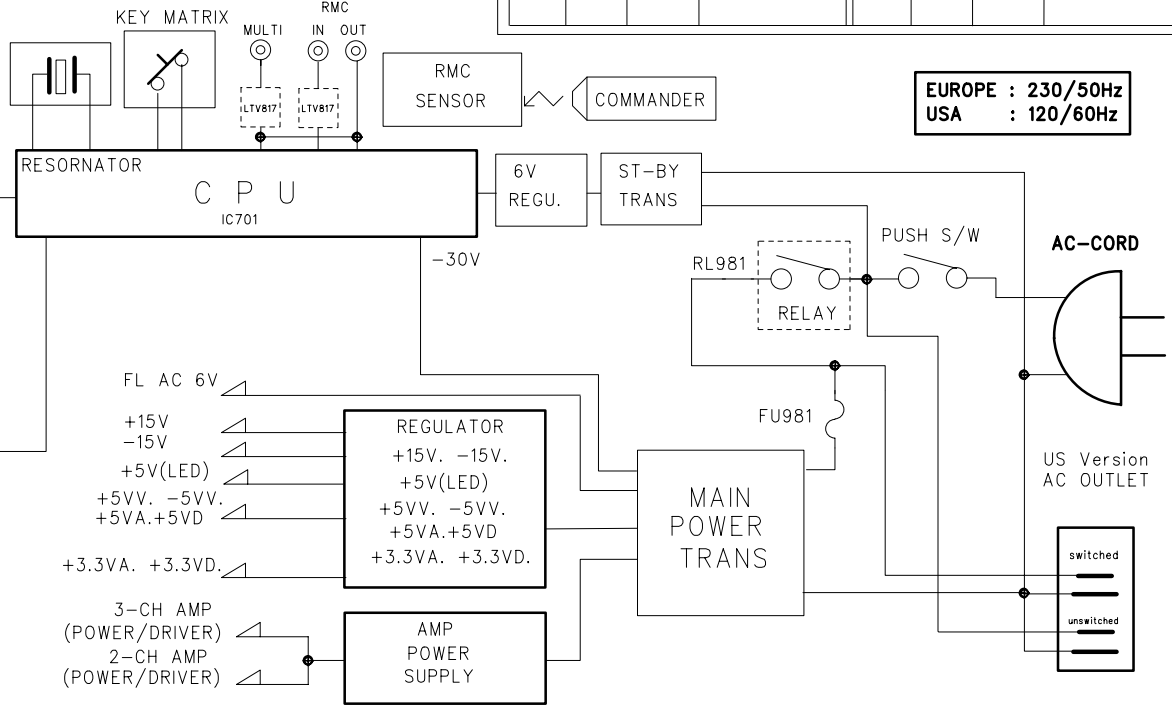 KEY MATRIX
RMC
MULTI IN OUT
LTV817 LTV817
RMC
SENSOR
COMMANDER
EUROPE : 230/50Hz
USA : 120/60Hz
RESORNATOR
C P U
IC701
6V
REGU.
ST-BY
TRANS
-30V
RL981
RELAY
PUSH S/W
AC-CORD
FL AC 6V
+15V
-15V
+5V(LED)
+5VV. -5VV.
+5VA.+5VD
+3.3VA. +3.3VD.
REGULATOR
+15V. -15V.
+5V(LED)
+5VV. -5VV.
+5VA.+5VD
+3.3VA. +3.3VD.
FU981
MAIN
POWER
TRANS
US Version
AC OUTLET
switched
unswitched
3-CH AMP
(POWER/DRIVER)
2-CH AMP
(POWER/DRIVER)
AMP
POWER
SUPPLY